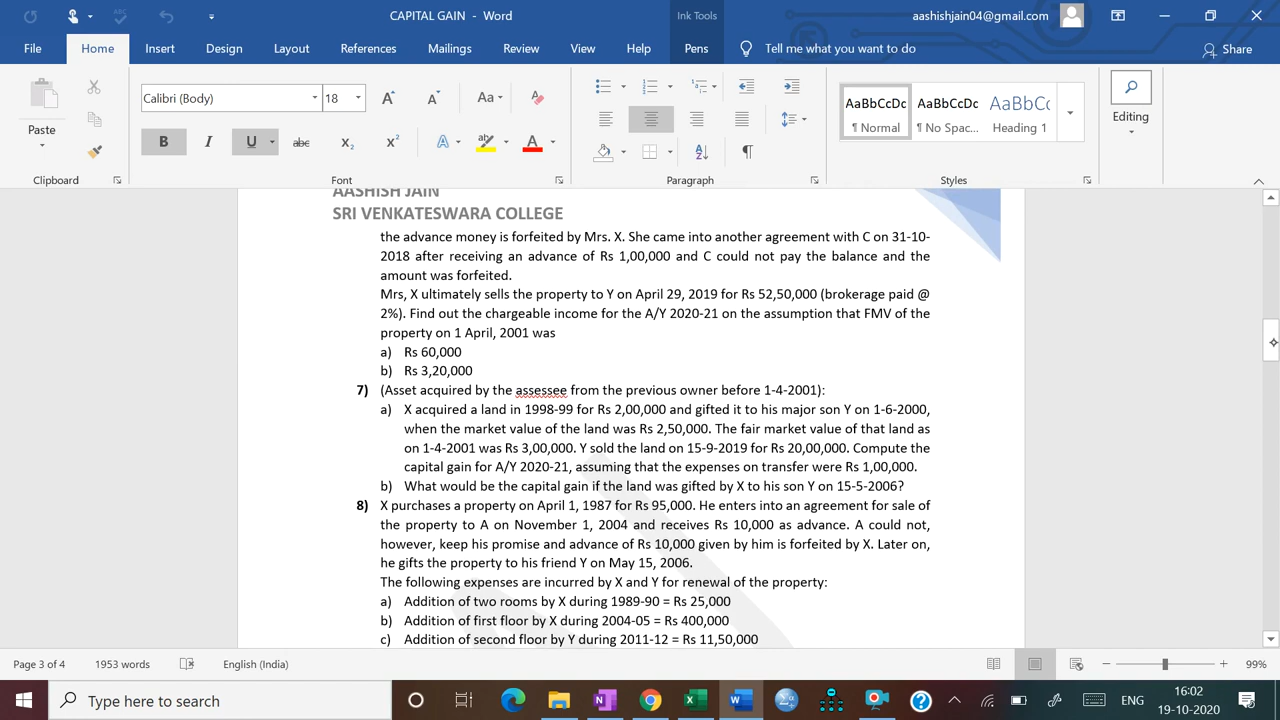 CAPITAL GAIN - Word
Ink Tools
aashishjain04@gmail.com
File Home Insert Design Layout References Mailings Review View Help Pens Tell me what you want to do Share
Calibri (Body) 18 A A Aa A AaBbCcDc AaBbCcDc AaBbCc
Paste ¶ Normal ¶ No Spac... Heading 1 Editing
B I U abc X₂ X² A aby A A Z ¶
Clipboard Font Paragraph Styles
AASHISH JAIN
SRI VENKATESWARA COLLEGE
the advance money is forfeited by Mrs. X. She came into another agreement with C on 31-10-
2018 after receiving an advance of Rs 1,00,000 and C could not pay the balance and the
amount was forfeited.
Mrs, X ultimately sells the property to Y on April 29, 2019 for Rs 52,50,000 (brokerage paid @
2%). Find out the chargeable income for the A/Y 2020-21 on the assumption that FMV of the
property on 1 April, 2001 was
a) Rs 60,000
b) Rs 3,20,000
7) (Asset acquired by the assessee from the previous owner before 1-4-2001):
a) X acquired a land in 1998-99 for Rs 2,00,000 and gifted it to his major son Y on 1-6-2000,
when the market value of the land was Rs 2,50,000. The fair market value of that land as
on 1-4-2001 was Rs 3,00,000. Y sold the land on 15-9-2019 for Rs 20,00,000. Compute the
capital gain for A/Y 2020-21, assuming that the expenses on transfer were Rs 1,00,000.
b) What would be the capital gain if the land was gifted by X to his son Y on 15-5-2006?
8) X purchases a property on April 1, 1987 for Rs 95,000. He enters into an agreement for sale of
the property to A on November 1, 2004 and receives Rs 10,000 as advance. A could not,
however, keep his promise and advance of Rs 10,000 given by him is forfeited by X. Later on,
he gifts the property to his friend Y on May 15, 2006.
The following expenses are incurred by X and Y for renewal of the property:
a) Addition of two rooms by X during 1989-90 = Rs 25,000
b) Addition of first floor by X during 2004-05 = Rs 400,000
c) Addition of second floor by Y during 2011-12 = Rs 11,50,000
Page 3 of 4 1953 words English (India) 99%
Type here to search
ENG
16:02
19-10-2020